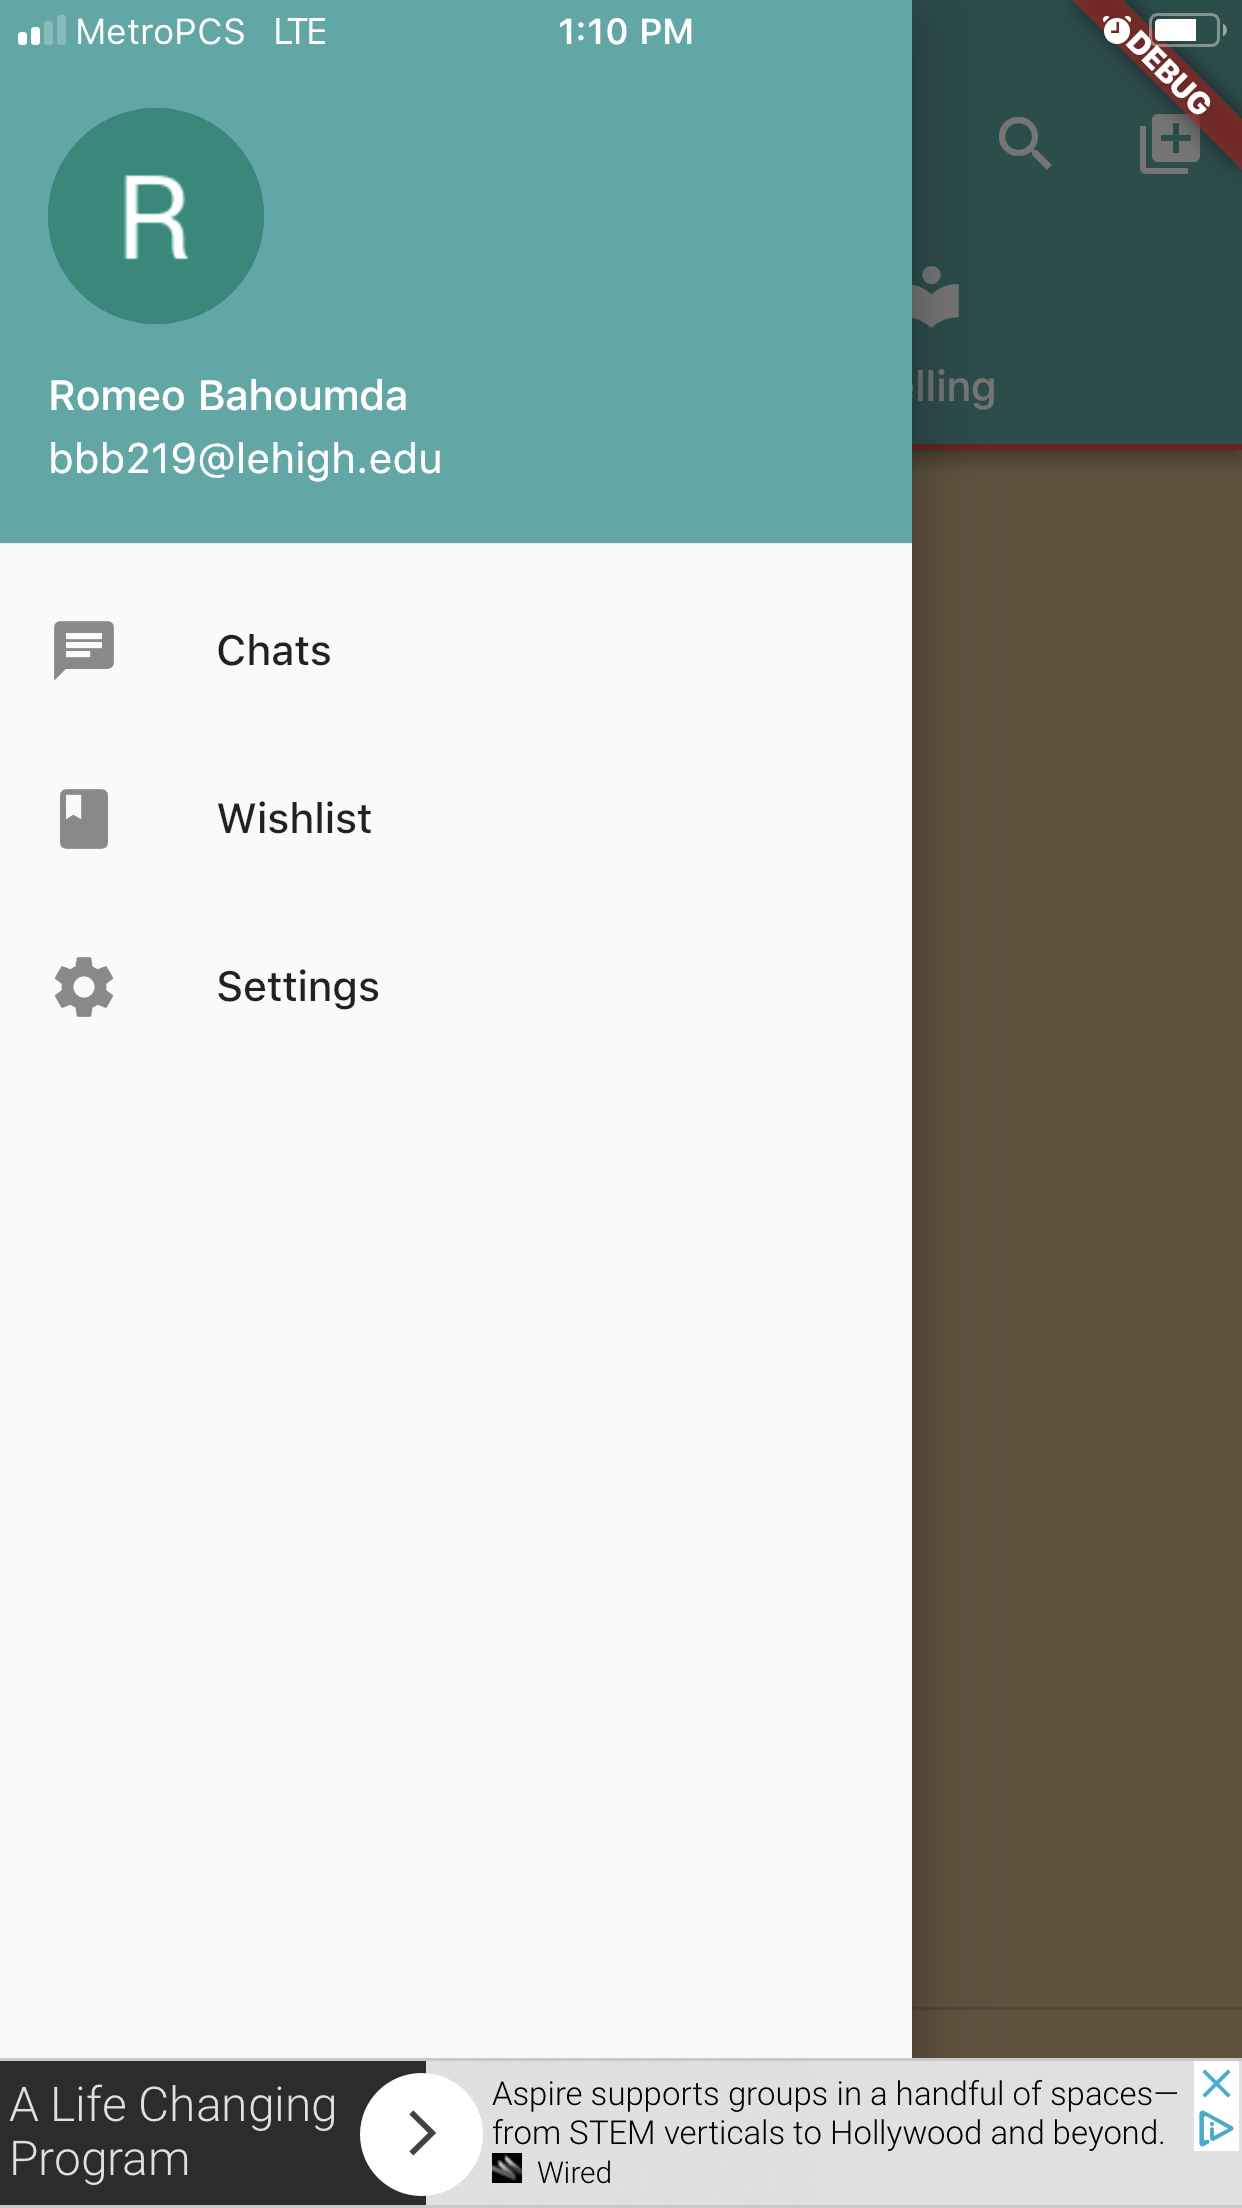 MetroPCS LTE 1:10 PM
DEBUG
R
Romeo Bahoumda
bbb219@lehigh.edu
lling
Chats
Wishlist
Settings
A Life Changing
Program
Aspire supports groups in a handful of spaces—
from STEM verticals to Hollywood and beyond.
Wired